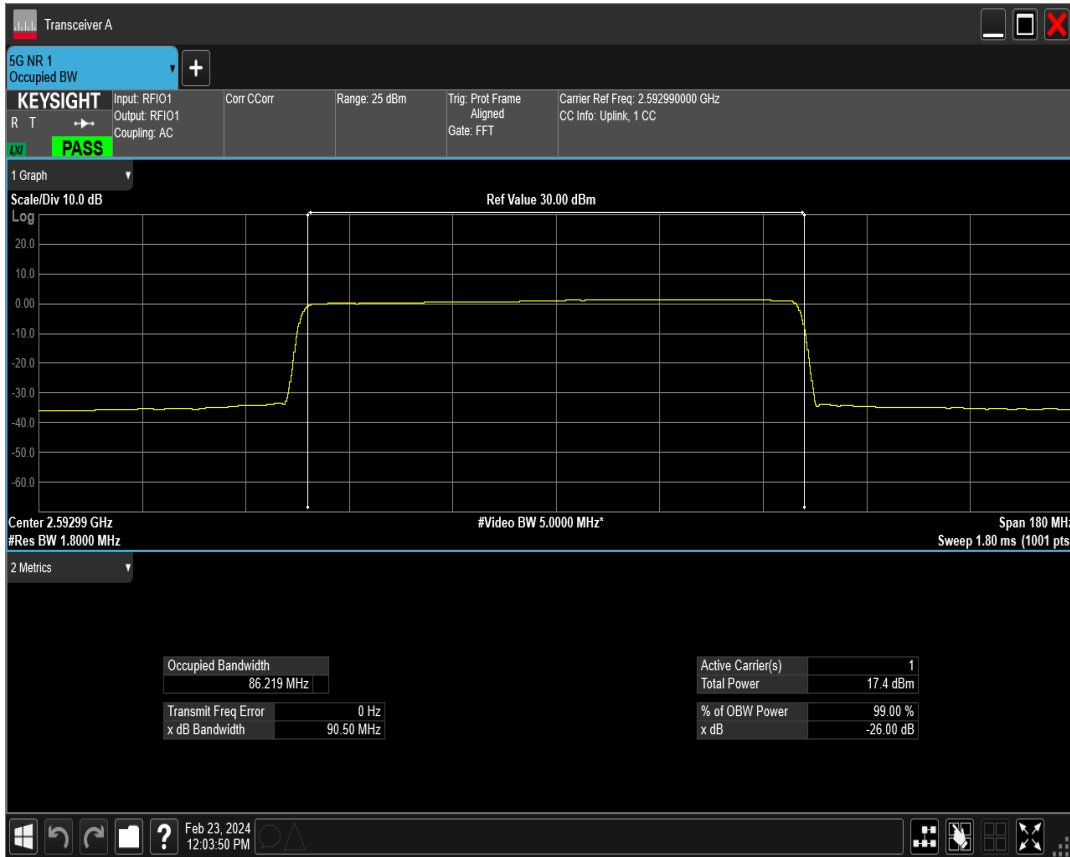 Transceiver A
5G NR 1
Occupied BW
+
KEYSIGHT
R T
LXI
PASS
Input: RFIO1
Output: RFIO1
Coupling: AC
Corr CCorr
Range: 25 dBm
Trig: Prot Frame
Aligned
Gate: FFT
Carrier Ref Freq: 2.592990000 GHz
CC Info: Uplink, 1 CC
1 Graph
Scale/Div 10.0 dB
Ref Value 30.00 dBm
Log
20.0
10.0
0.00
-10.0
-20.0
-30.0
-40.0
-50.0
-60.0
Center 2.59299 GHz
#Video BW 5.0000 MHz*
Span 180 MHz
#Res BW 1.8000 MHz
Sweep 1.80 ms (1001 pts
2 Metrics
Occupied Bandwidth
86.219 MHz
Transmit Freq Error 0 Hz
x dB Bandwidth 90.50 MHz
Active Carrier(s) 1
Total Power 17.4 dBm
% of OBW Power 99.00 %
x dB -26.00 dB
?
Feb 23, 2024
12:03:50 PM